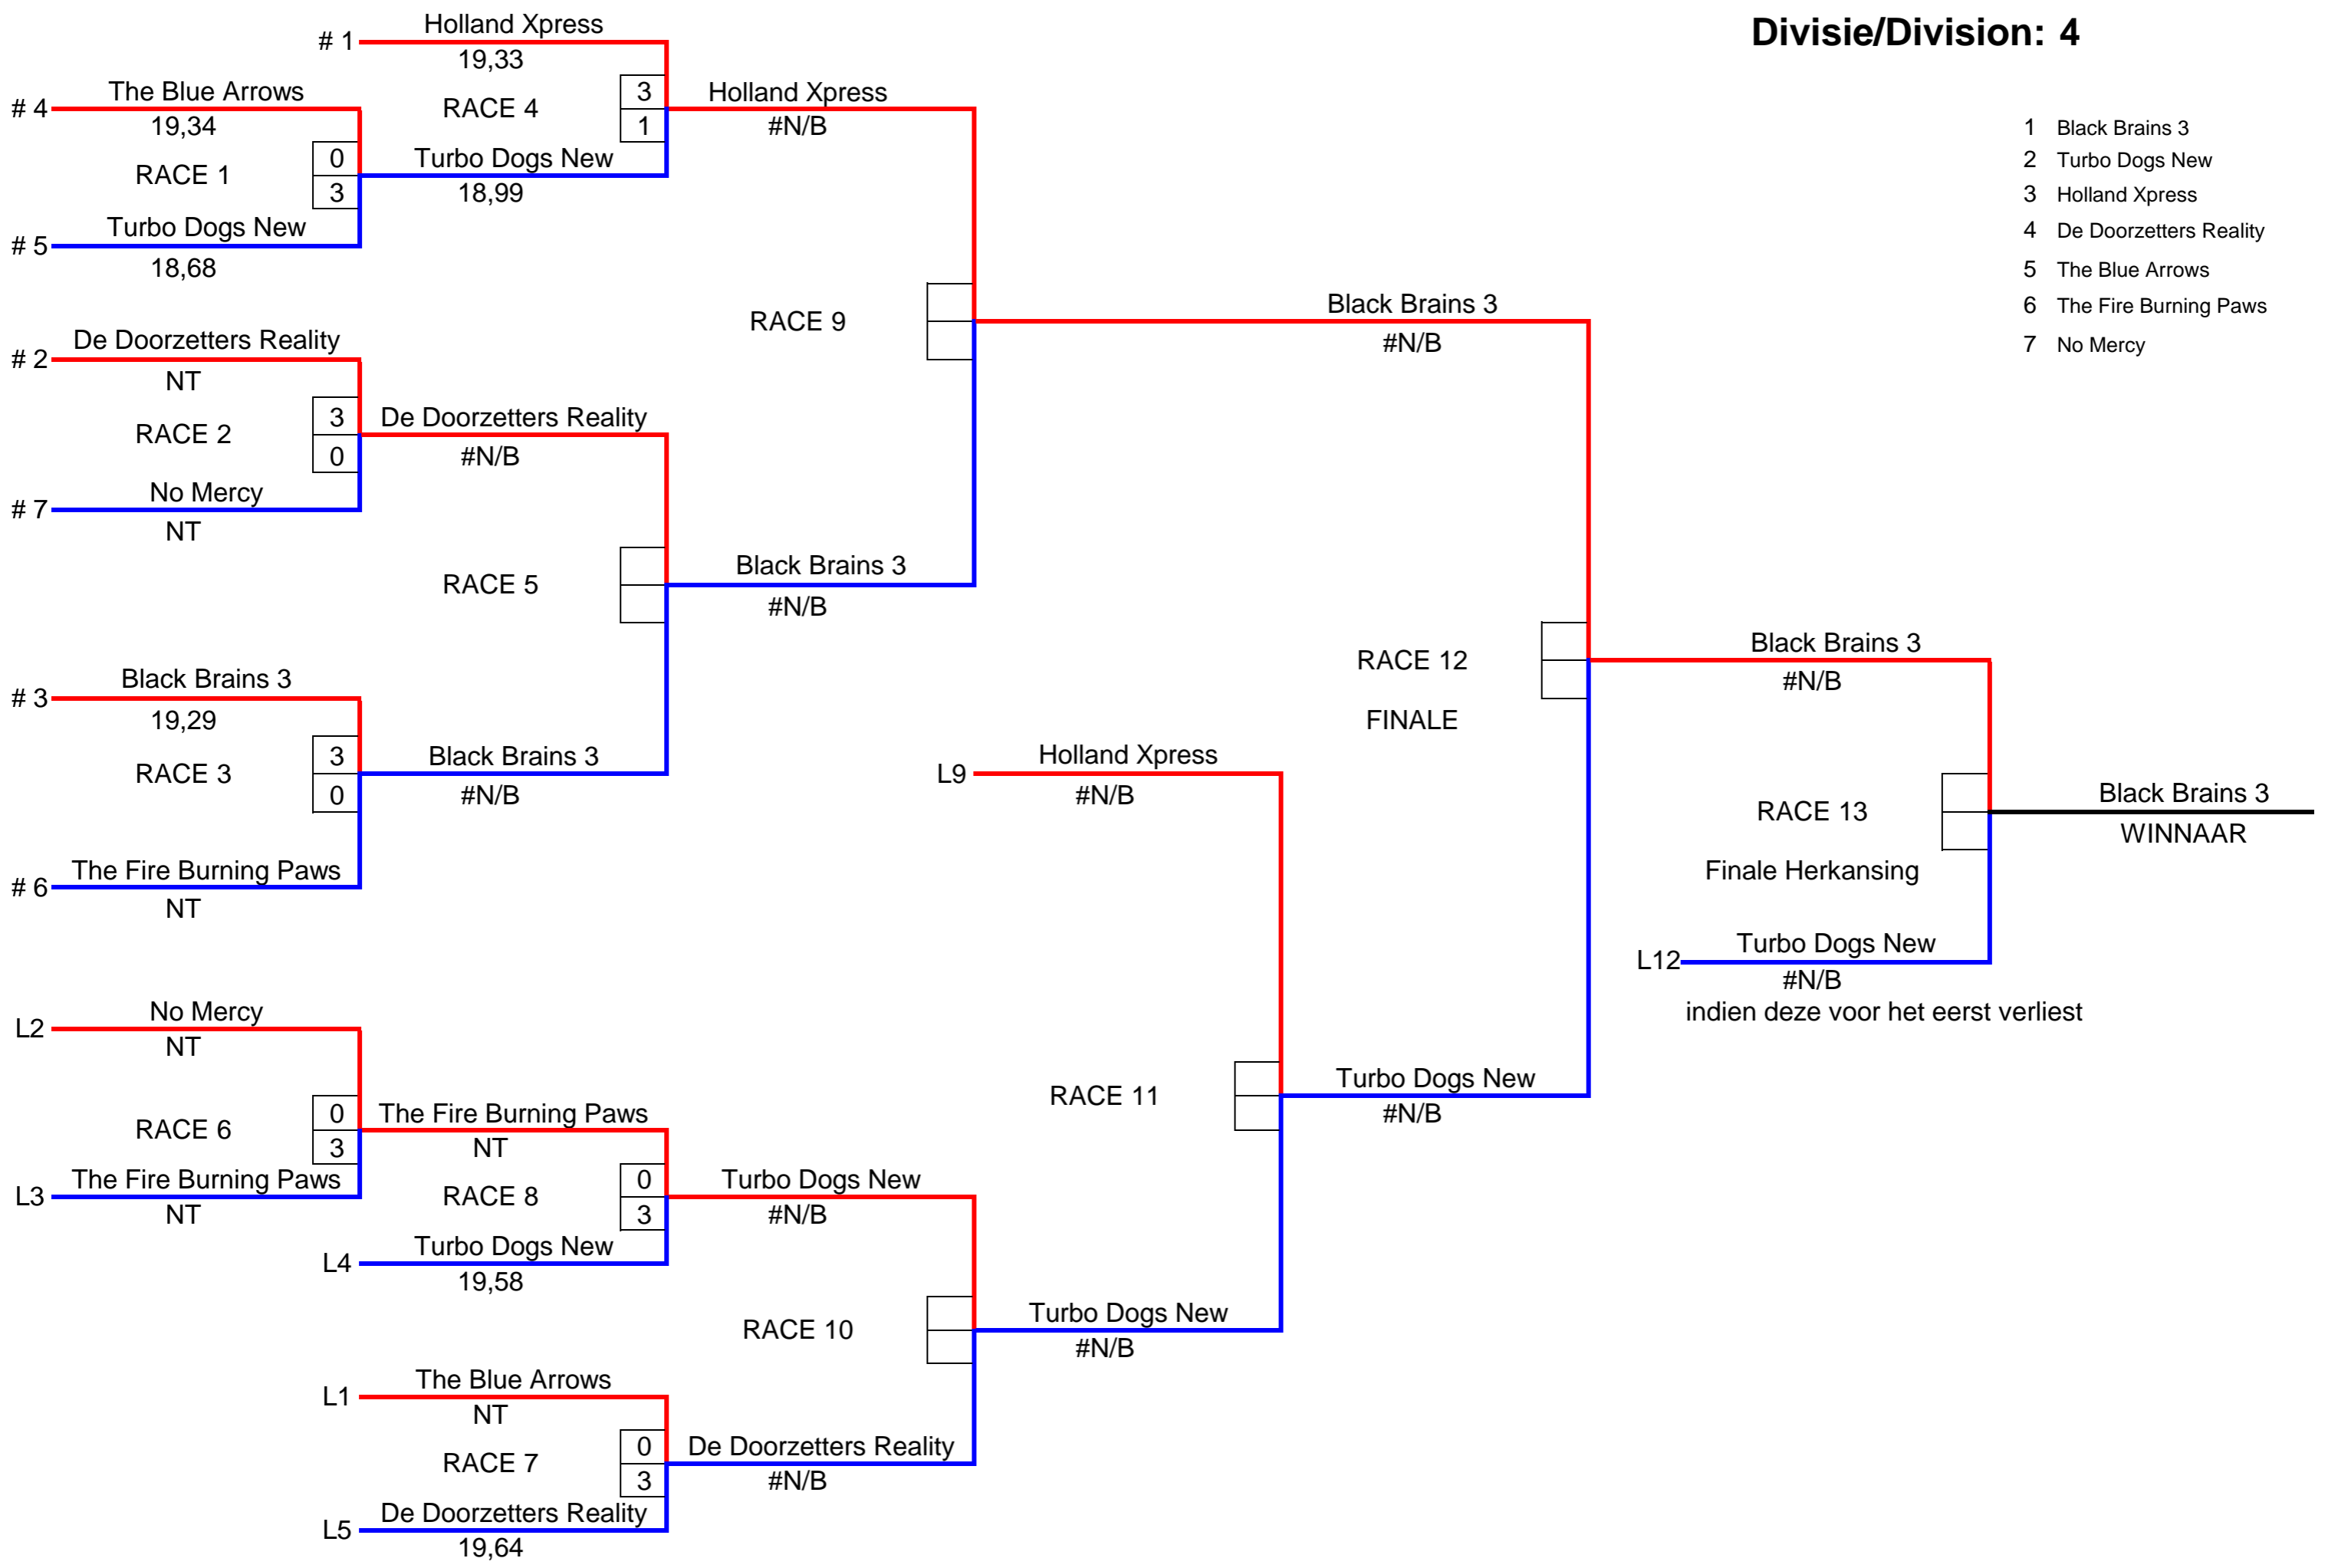 Divisie/Division: 4
1 Black Brains 3
2 Turbo Dogs New
3 Holland Xpress
4 De Doorzetters Reality
5 The Blue Arrows
6 The Fire Burning Paws
7 No Mercy
# 1 Holland Xpress
19,33
# 4 The Blue Arrows
19,34
RACE 1
0
3
# 5 Turbo Dogs New
18,68
RACE 4
3
1
Turbo Dogs New
18,99
Holland Xpress
#N/B
# 2 De Doorzetters Reality
NT
RACE 2
3
0
# 7 No Mercy
NT
De Doorzetters Reality
#N/B
RACE 5
# 3 Black Brains 3
19,29
RACE 3
3
0
# 6 The Fire Burning Paws
NT
Black Brains 3
#N/B
Black Brains 3
#N/B
RACE 9
Black Brains 3
#N/B
RACE 12
FINALE
L9 Holland Xpress
#N/B
L2 No Mercy
NT
RACE 6
0
3
L3 The Fire Burning Paws
NT
The Fire Burning Paws
NT
RACE 8
0
3
L4 Turbo Dogs New
19,58
Turbo Dogs New
#N/B
RACE 10
L1 The Blue Arrows
NT
RACE 7
0
3
L5 De Doorzetters Reality
19,64
De Doorzetters Reality
#N/B
Turbo Dogs New
#N/B
RACE 11
Turbo Dogs New
#N/B
Black Brains 3
#N/B
RACE 13
Finale Herkansing
L12 Turbo Dogs New
#N/B
indien deze voor het eerst verliest
Black Brains 3
WINNAAR